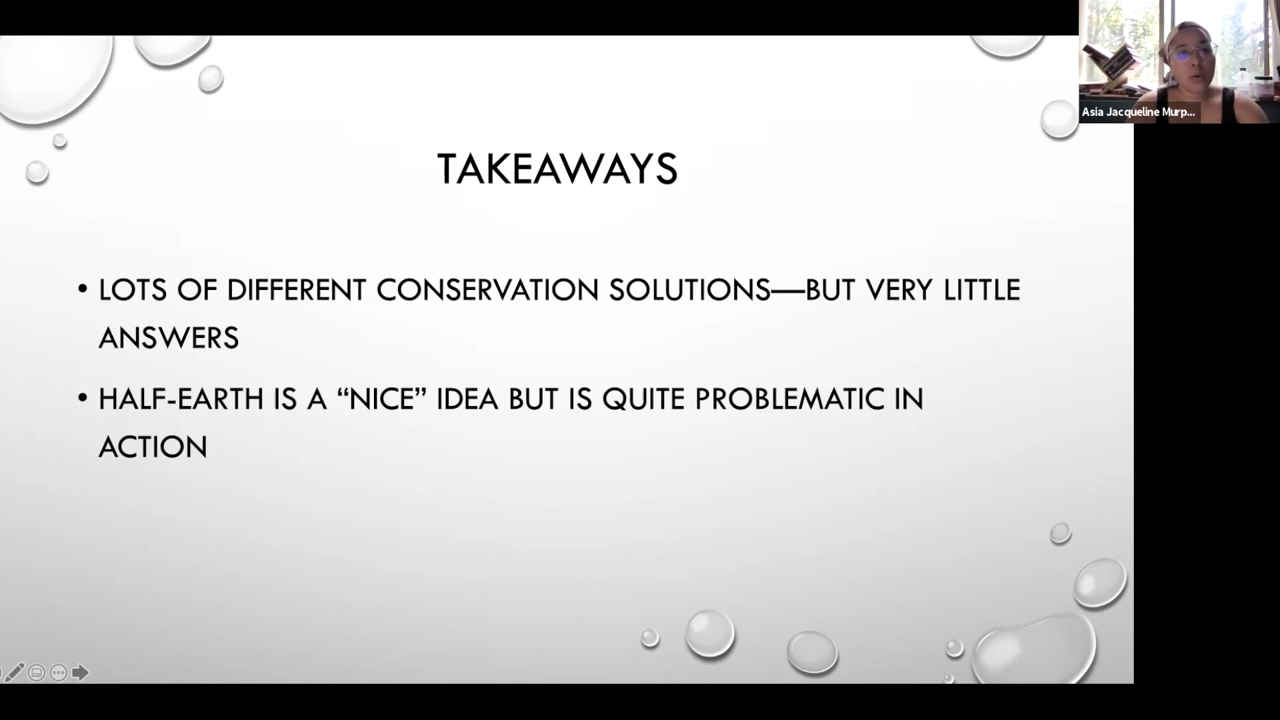 Asia Jacqueline Murp...
TAKEAWAYS
• LOTS OF DIFFERENT CONSERVATION SOLUTIONS—BUT VERY LITTLE
ANSWERS
• HALF-EARTH IS A “NICE” IDEA BUT IS QUITE PROBLEMATIC IN
ACTION